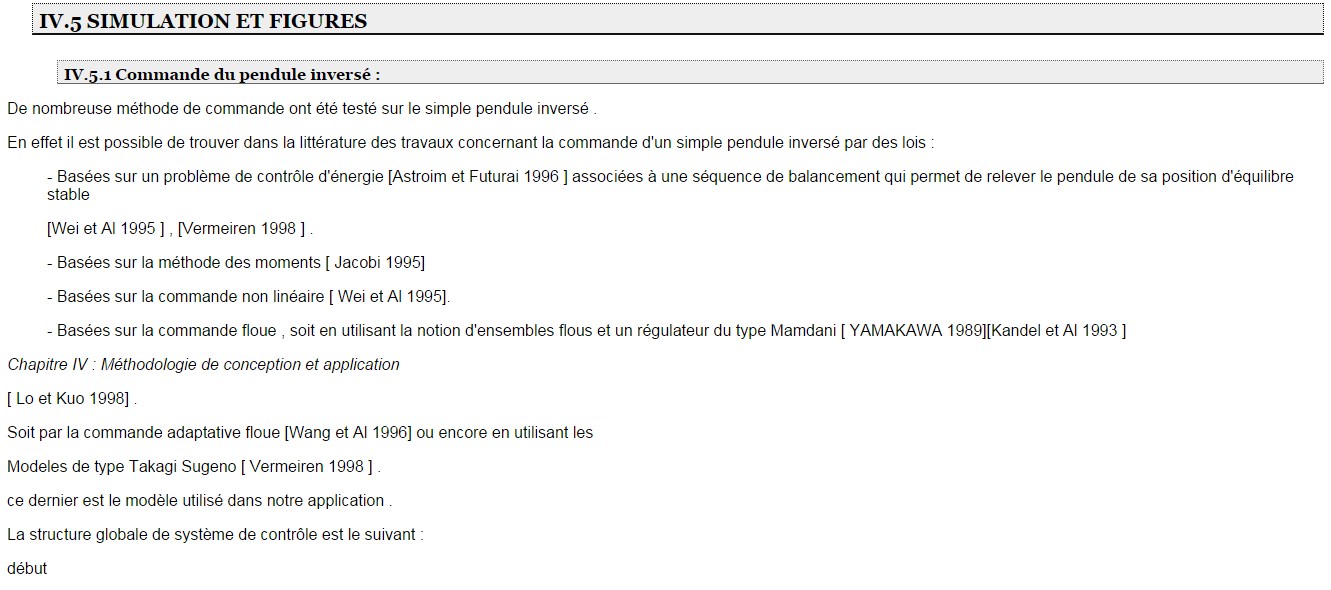 IV.5 SIMULATION ET FIGURES
IV.5.1 Commande du pendule inversé :
De nombreuse méthode de commande ont été testé sur le simple pendule inversé .
En effet il est possible de trouver dans la littérature des travaux concernant la commande d'un simple pendule inversé par des lois :
- Basées sur un problème de contrôle d'énergie [Astroim et Futurai 1996 ] associées à une séquence de balancement qui permet de relever le pendule de sa position d'équilibre
stable
[Wei et Al 1995 ] , [Vermeiren 1998 ] .
- Basées sur la méthode des moments [ Jacobi 1995]
- Basées sur la commande non linéaire [ Wei et Al 1995].
- Basées sur la commande floue , soit en utilisant la notion d'ensembles flous et un régulateur du type Mamdani [ YAMAKAWA 1989][Kandel et Al 1993 ]
Chapitre IV : Méthodologie de conception et application
[ Lo et Kuo 1998] .
Soit par la commande adaptative floue [Wang et Al 1996] ou encore en utilisant les
Modeles de type Takagi Sugeno [ Vermeiren 1998 ] .
ce dernier est le modèle utilisé dans notre application .
La structure globale de système de contrôle est le suivant :
début